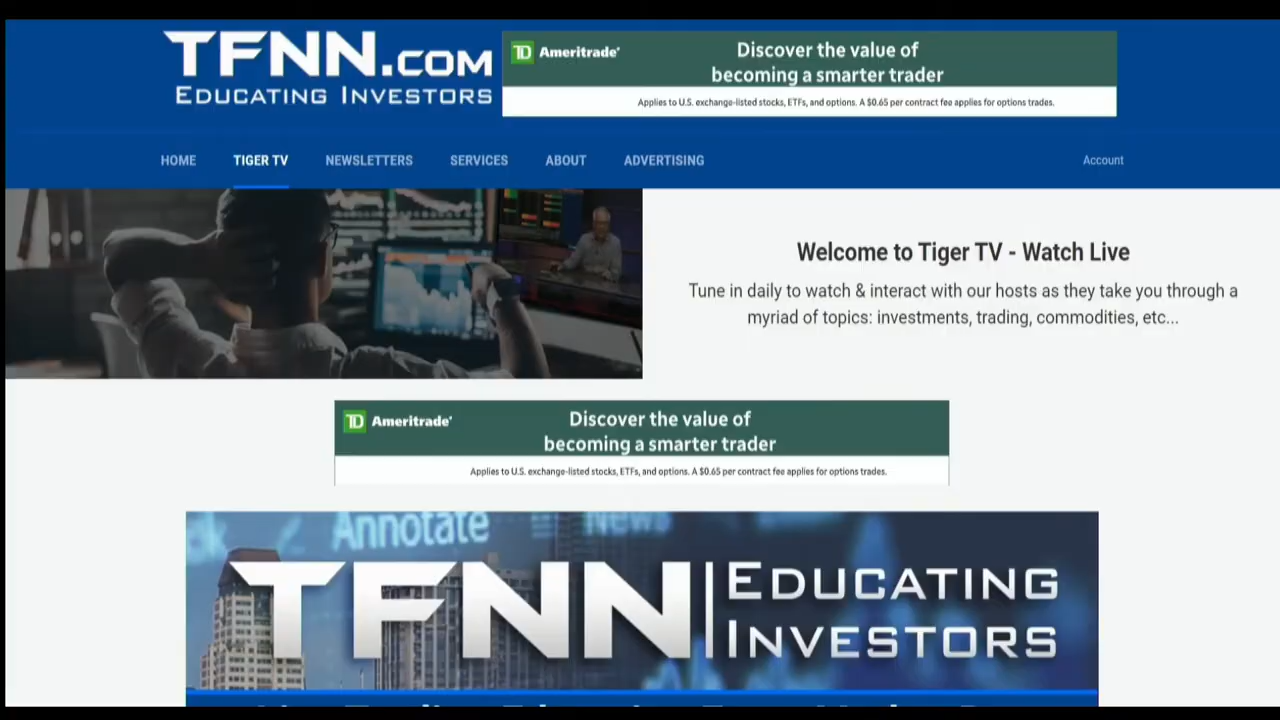 TFNN.COM
EDUCATING INVESTORS
TD Ameritrade
Discover the value of
becoming a smarter trader
Applies to U.S. exchange-listed stocks, ETFs, and options. A $0.65 per contract fee applies for options trades.
HOME TIGER TV NEWSLETTERS SERVICES ABOUT ADVERTISING Account
Welcome to Tiger TV - Watch Live
Tune in daily to watch & interact with our hosts as they take you through a
myriad of topics: investments, trading, commodities, etc...
TD Ameritrade
Discover the value of
becoming a smarter trader
Applies to U.S. exchange-listed stocks, ETFs, and options. A $0.65 per contract fee applies for options trades.
Annotate News
TFNN EDUCATING
INVESTORS